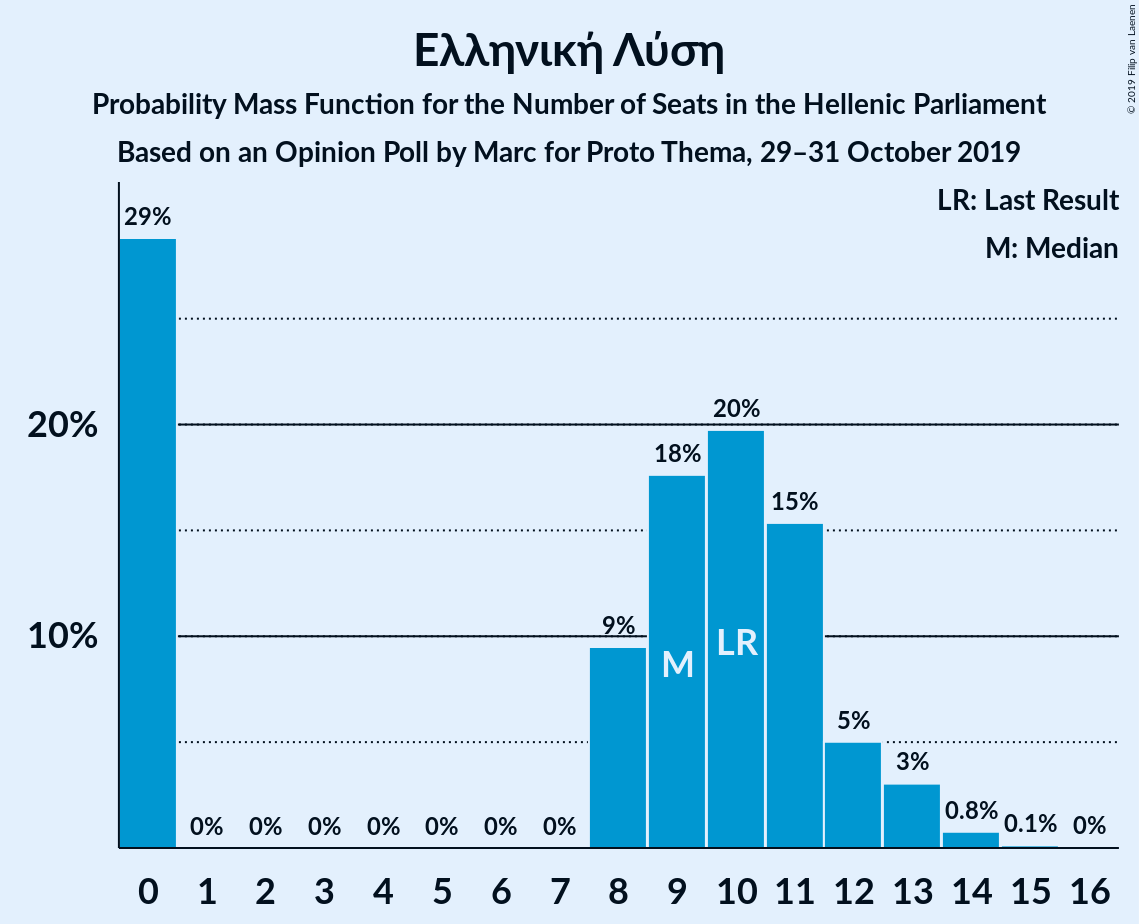 Ελληνική Λύση
Probability Mass Function for the Number of Seats in the Hellenic Parliament
Based on an Opinion Poll by Marc for Proto Thema, 29–31 October 2019
© 2019 Filip van Laenen
LR: Last Result
M: Median
29%
20%
20%
18%
15%
10%
9%
M
LR
5%
3%
0% 0% 0% 0% 0% 0% 0%
0.8% 0.1% 0%
0 1 2 3 4 5 6 7 8 9 10 11 12 13 14 15 16